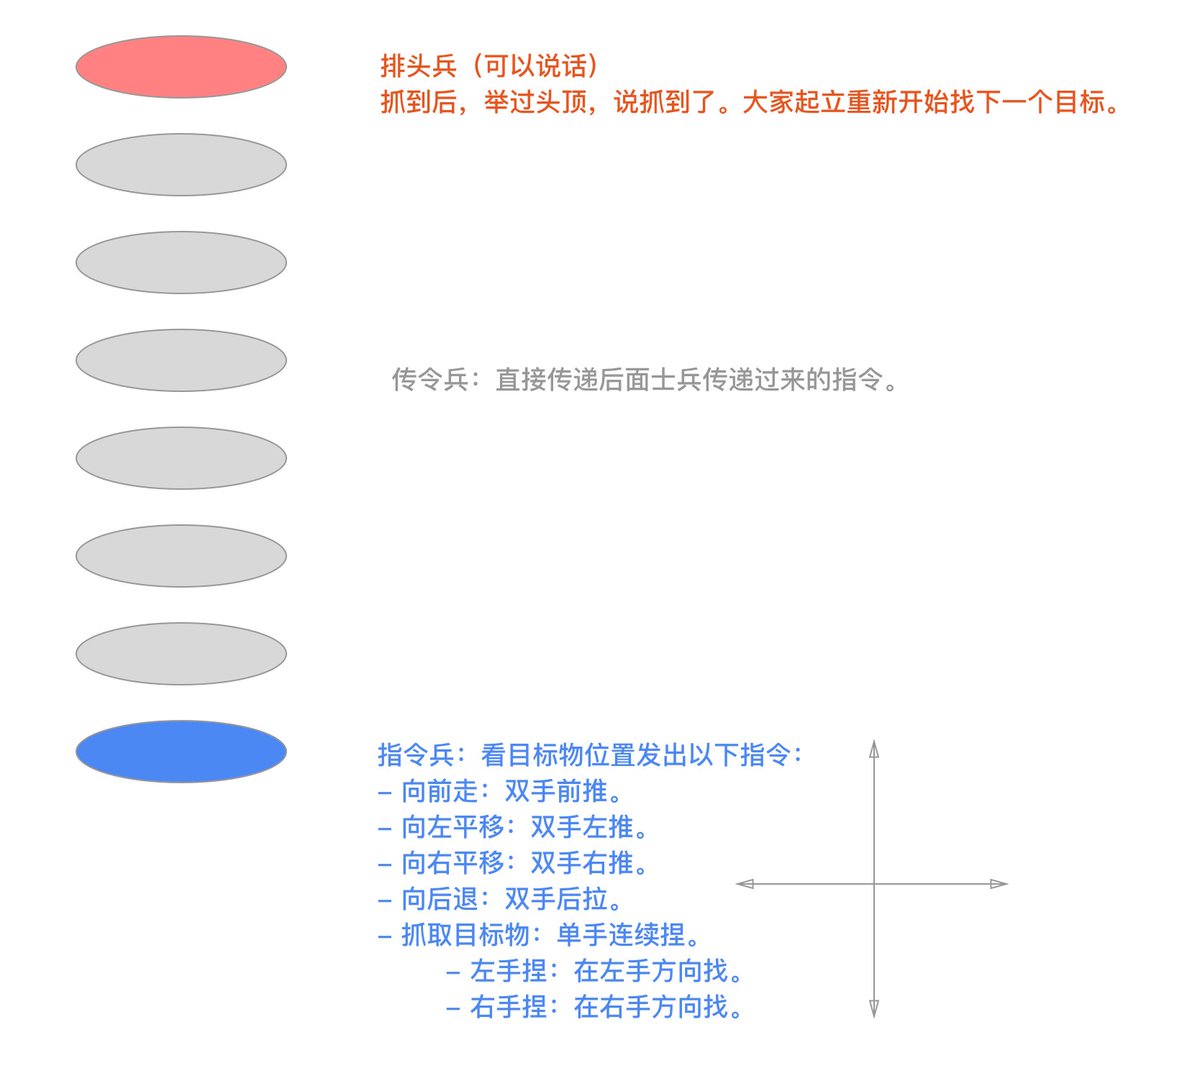 排头兵（可以说话）
抓到后，举过头顶，说抓到了。大家起立重新开始找下一个目标。
传令兵：直接传递后面士兵传递过来的指令。
指令兵：看目标物位置发出以下指令：
– 向前走：双手前推。
– 向左平移：双手左推。
– 向右平移：双手右推。
– 向后退：双手后拉。
– 抓取目标物：单手连续捏。
– 左手捏：在左手方向找。
– 右手捏：在右手方向找。